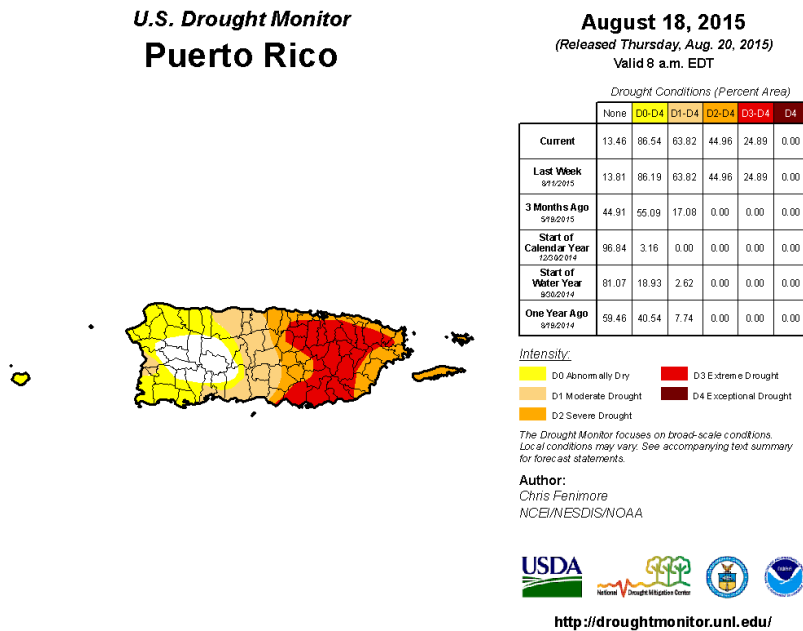 U.S. Drought Monitor
Puerto Rico
August 18, 2015
(Released Thursday, Aug. 20, 2015)
Valid 8 a.m. EDT
Drought Conditions (Percent Area)
None D0-D4 D1-D4 D2-D4 D3-D4 D4
Current 13.46 86.54 63.82 44.96 24.89 0.00
Last Week 8/11/2015 13.81 86.19 63.82 44.96 24.89 0.00
3 Months Ago 5/19/2015 44.91 55.09 17.08 0.00 0.00 0.00
Start of Calendar Year 12/30/2014 96.84 3.16 0.00 0.00 0.00 0.00
Start of Water Year 9/30/2014 81.07 18.93 2.62 0.00 0.00 0.00
One Year Ago 8/19/2014 59.46 40.54 7.74 0.00 0.00 0.00
Intensity:
D0 Abnormally Dry D3 Extreme Drought
D1 Moderate Drought D4 Exceptional Drought
D2 Severe Drought
The Drought Monitor focuses on broad-scale conditions.
Local conditions may vary. See accompanying text summary
for forecast statements.
Author:
Chris Fenimore
NCEI/NESDIS/NOAA
USDA
National Drought Mitigation Center
http://droughtmonitor.unl.edu/